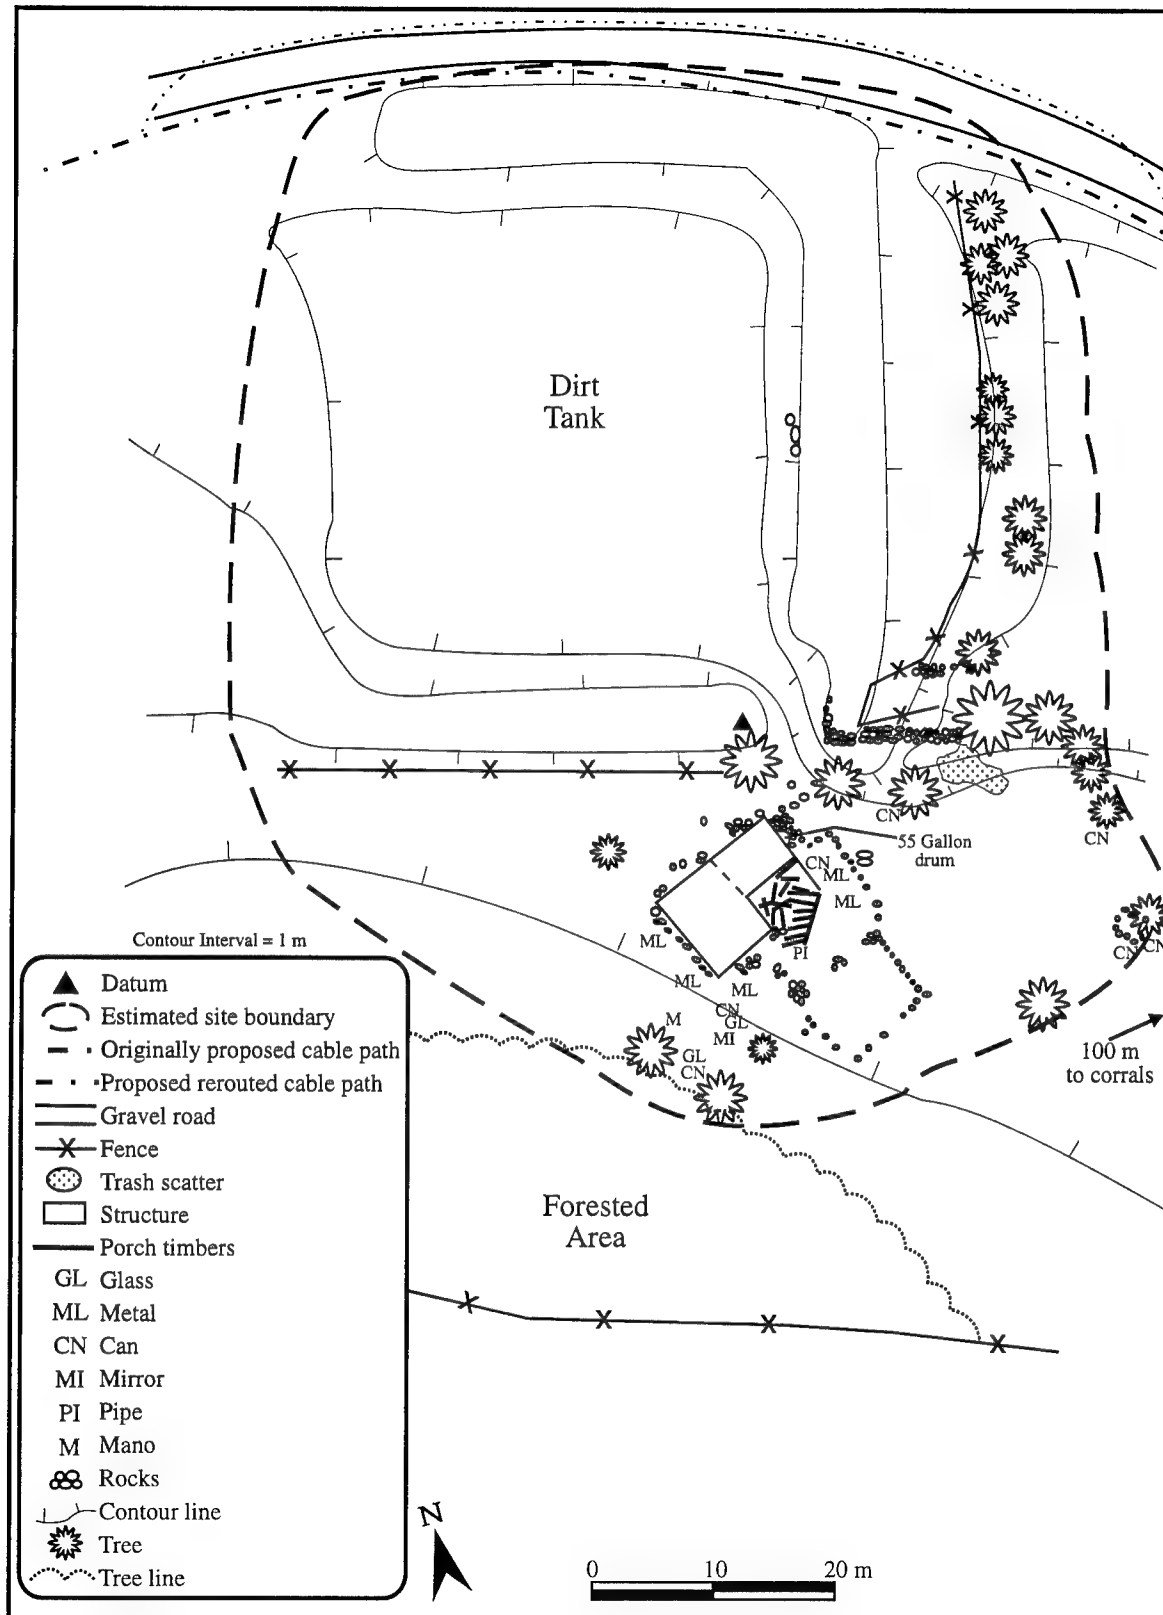 Dirt
Tank
CN
55 Gallon
drum
CN
CN
ML
ML
ML
PI
CN
CN
ML
ML
CN
GL
M
MI
GL
CN
100 m
to corrals
Contour Interval = 1 m
Datum
Estimated site boundary
Originally proposed cable path
Proposed rerouted cable path
Gravel road
Fence
Trash scatter
Structure
Porch timbers
GL Glass
ML Metal
CN Can
MI Mirror
PI Pipe
M Mano
Rocks
Contour line
Tree
Tree line
Forested
Area
N
0 10 20 m